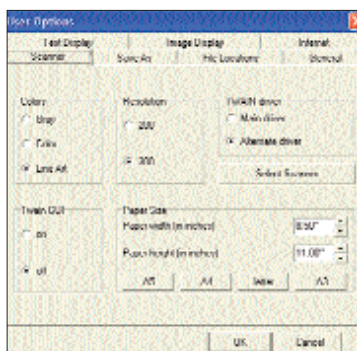 User Options
Text Display Image Display Internet
Scanner Save As File Locations General
Colors
Gray
Color
Line Art
Resolution
200
300
TWAIN driver
Main driver
Alternate driver
Select Scanner
Twain GUI
on
off
Paper Size
Paper width (in inches) 8.50"
Paper height (in inches) 11.00"
A5 A4 letter A3
OK Cancel